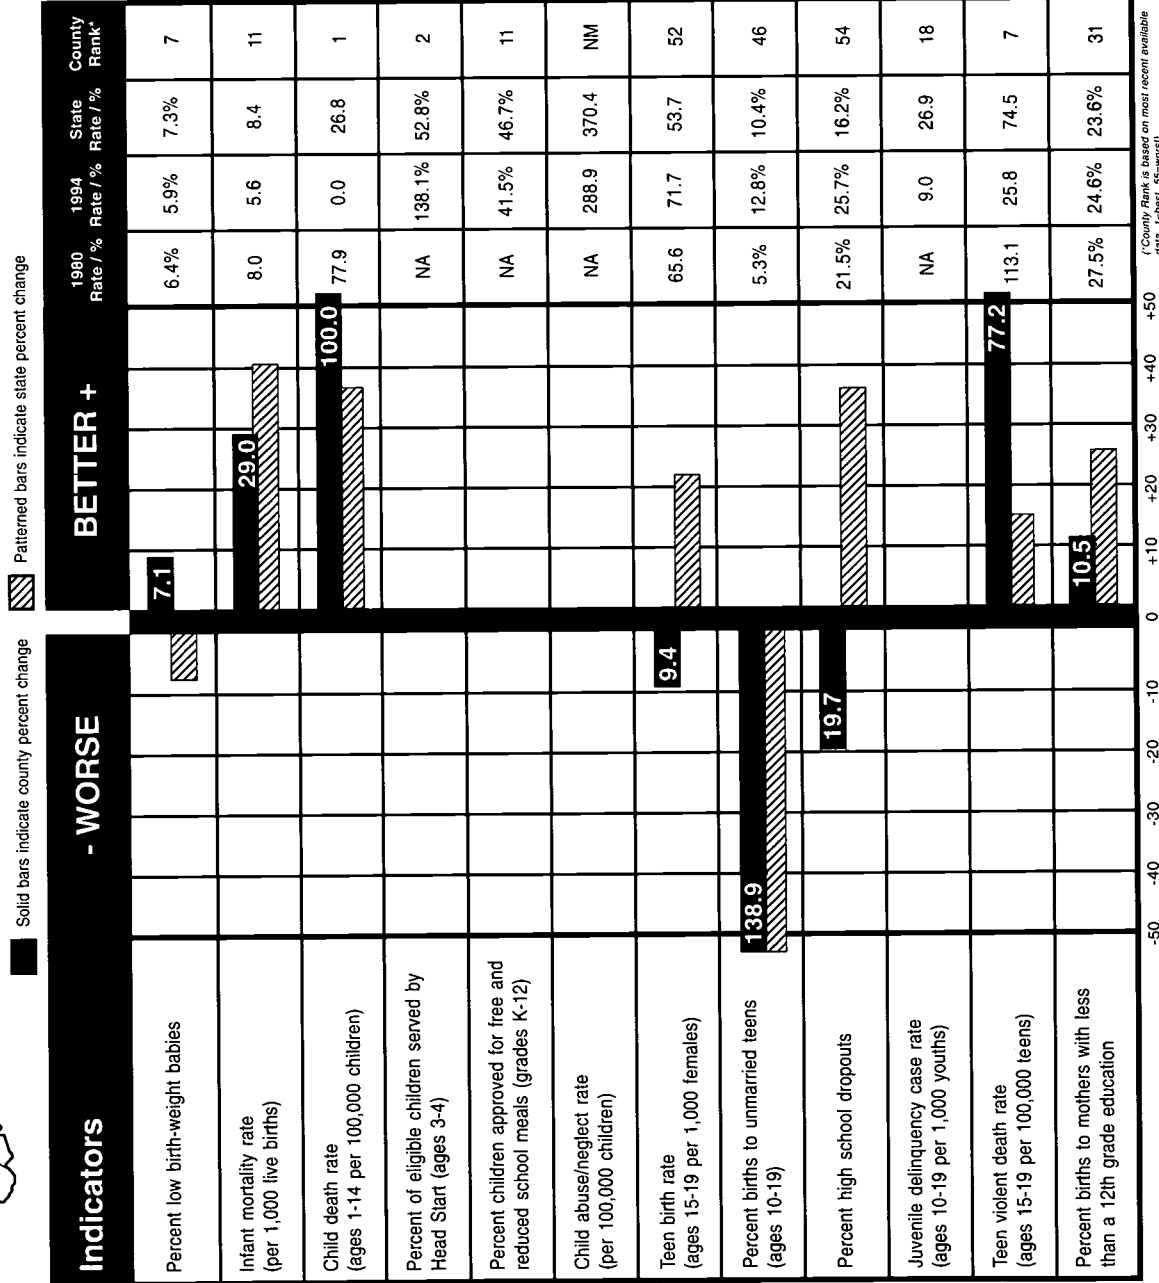 Solid bars indicate county percent change
Patterned bars indicate state percent change
Indicators
- WORSE
BETTER +
1980
Rate / %
1994
Rate / %
State
Rate / %
County
Rank*
Percent low birth-weight babies
7.1
6.4%
5.9%
7.3%
7
Infant mortality rate
(per 1,000 live births)
29.0
8.0
5.6
8.4
11
Child death rate
(ages 1-14 per 100,000 children)
100.0
77.9
0.0
26.8
1
Percent of eligible children served by
Head Start (ages 3-4)
NA
138.1%
52.8%
2
Percent children approved for free and
reduced school meals (grades K-12)
NA
41.5%
46.7%
11
Child abuse/neglect rate
(per 100,000 children)
NA
288.9
370.4
NM
Teen birth rate
(ages 15-19 per 1,000 females)
9.4
65.6
71.7
53.7
52
Percent births to unmarried teens
(ages 10-19)
138.9
5.3%
12.8%
10.4%
46
Percent high school dropouts
19.7
21.5%
25.7%
16.2%
54
Juvenile delinquency case rate
(ages 10-19 per 1,000 youths)
NA
9.0
26.9
18
Teen violent death rate
(ages 15-19 per 100,000 teens)
77.2
113.1
25.8
74.5
7
Percent births to mothers with less
than a 12th grade education
10.5
27.5%
24.6%
23.6%
31
-50
-40
-30
-20
-10
0
+10
+20
+30
+40
+50
(*County Rank is based on most recent available
data. 1=best, 55=worst)